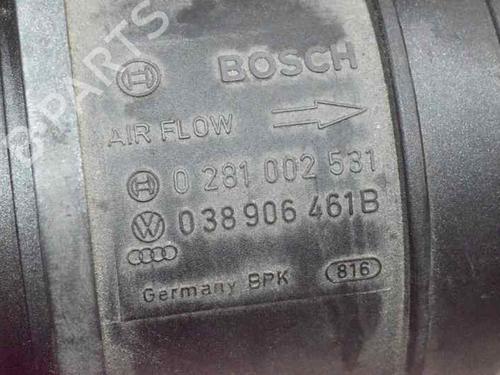 B-PARTS
BOSCH
AIR FLOW
0 281 002 531
038 906 461B
Germany BPK 816